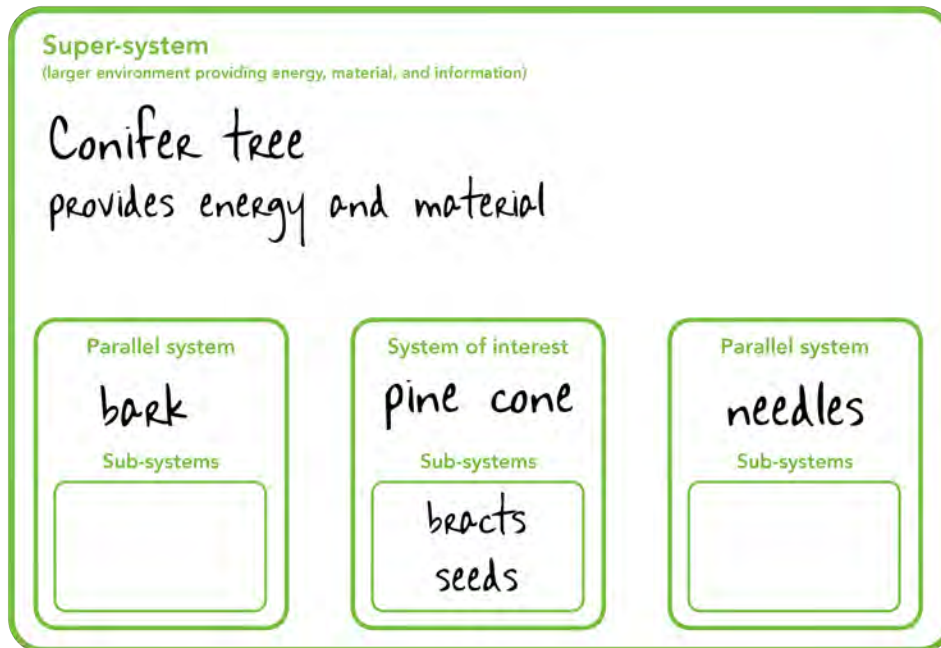 Super-system
(larger environment providing energy, material, and information)
Conifer tree
provides energy and material
Parallel system
bark
Sub-systems
System of interest
pine cone
Sub-systems
bracts
seeds
Parallel system
needles
Sub-systems